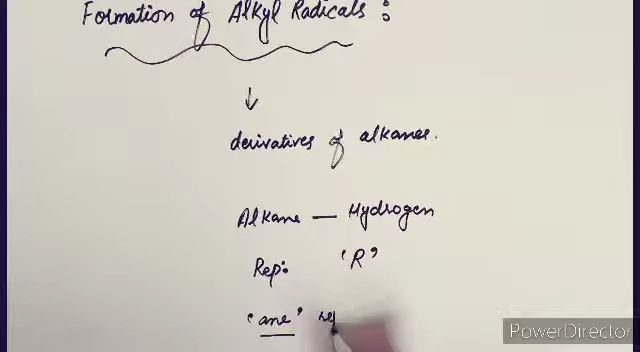 Formation of Alkyl Radicals :
↓
derivatives of alkanes.
Alkane — Hydrogen
Rep: 'R'
'ane'
PowerDirector